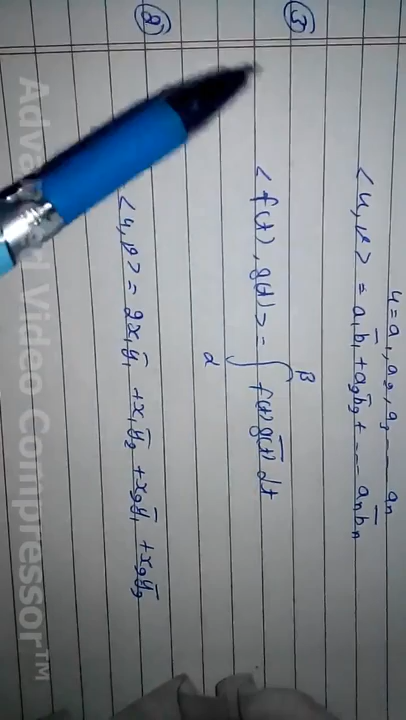 u = a₁, a₂, a₃ --- aₙ
<u, v> = a₁b̄₁ + a₂b̄₂ + --- aₙb̄ₙ
③
<f(t), g(t)> = ∫_α^β f(t) g̅(t̅) dt
②
<u, v> = 2x₁ȳ₁ + x₁ȳ₂ + x₂ȳ₁ + x₂ȳ₂
Advanced Video Compressor™